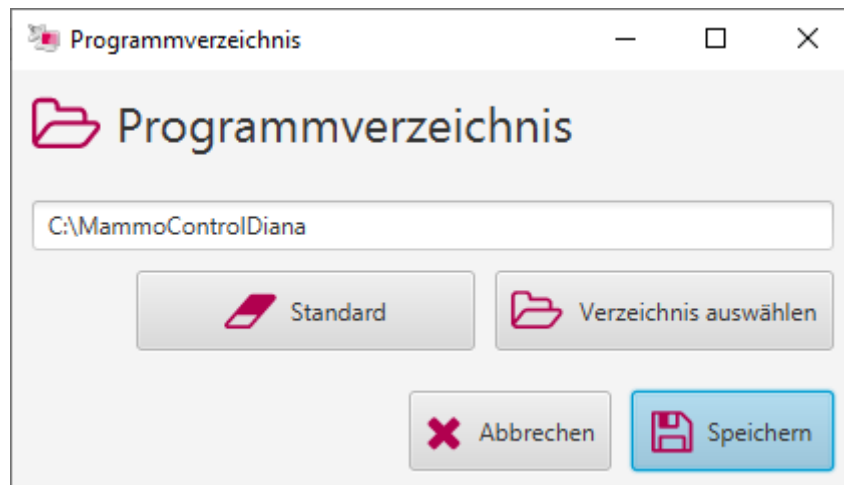 Programmverzeichnis
Programmverzeichnis
C:\MammoControlDiana
Standard
Verzeichnis auswählen
Abbrechen
Speichern